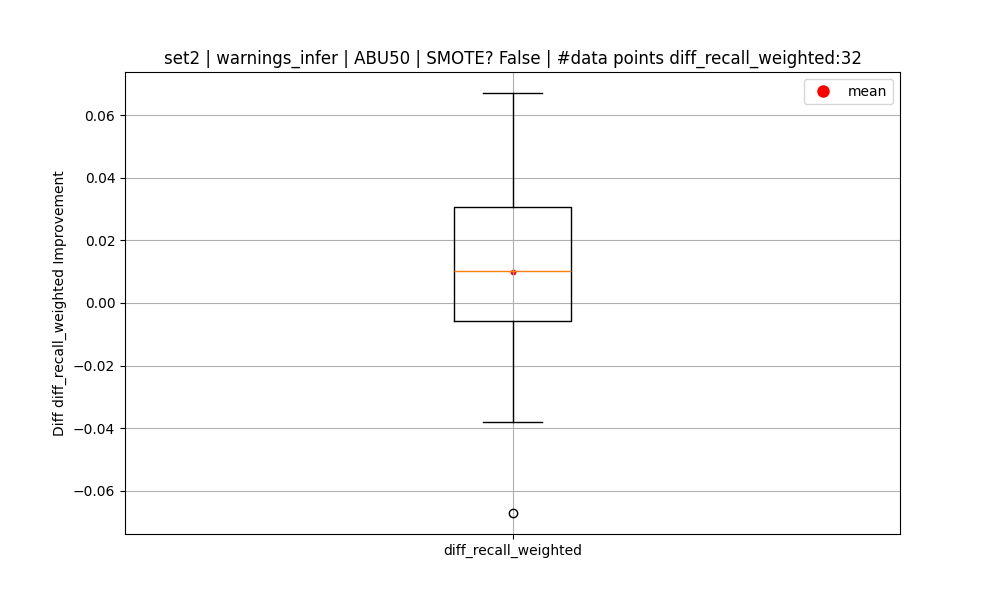 set2 | warnings_infer | ABU50 | SMOTE? False | #data points diff_recall_weighted:32
mean
Diff diff_recall_weighted Improvement
0.06
0.04
0.02
0.00
−0.02
−0.04
−0.06
diff_recall_weighted